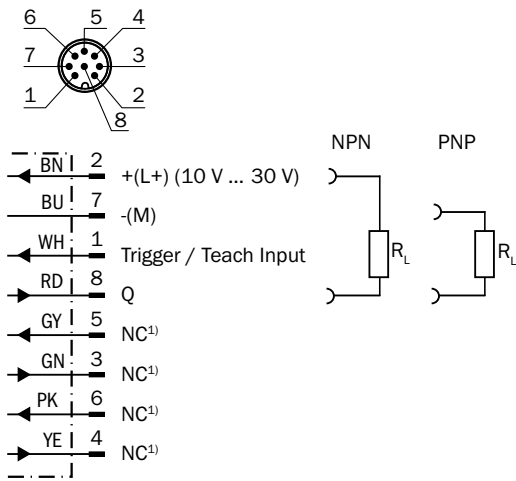 6 5 4
7 3
1 2
8
NPN PNP
BN 2 +(L+) (10 V ... 30 V)
BU 7 -(M)
WH 1 Trigger / Teach Input
RD 8 Q
GY 5 NC¹⁾
GN 3 NC¹⁾
PK 6 NC¹⁾
YE 4 NC¹⁾
R_L R_L